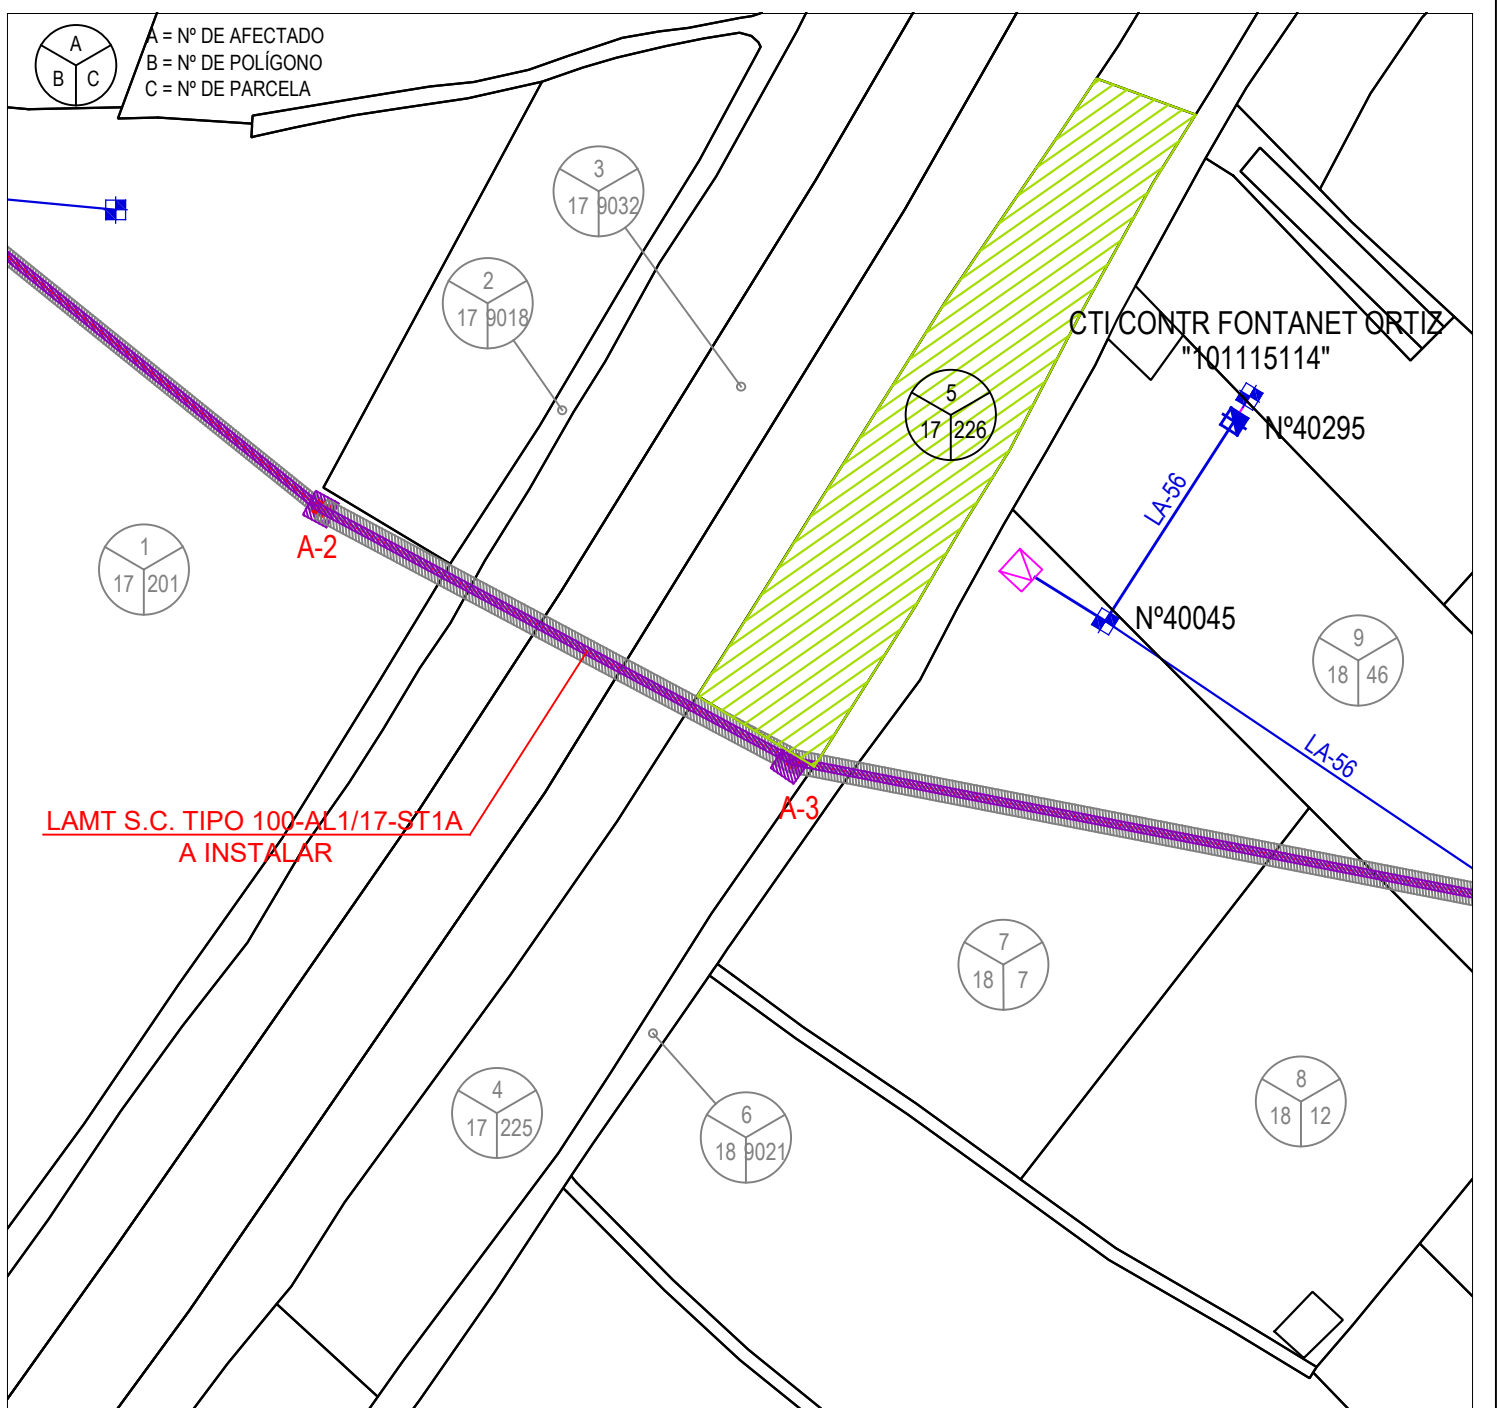 A
B C
A = Nº DE AFECTADO
B = Nº DE POLÍGONO
C = Nº DE PARCELA
3
17 9032
2
17 9018
CTI CONTR FONTANET ORTIZ
"101115114"
5
17 226
Nº40295
LA-56
A-2
1
17 201
Nº40045
9
18 46
LA-56
A-3
LAMT S.C. TIPO 100-AL1/17-ST1A
A INSTALAR
7
18 7
4
17 225
6
18 9021
8
18 12